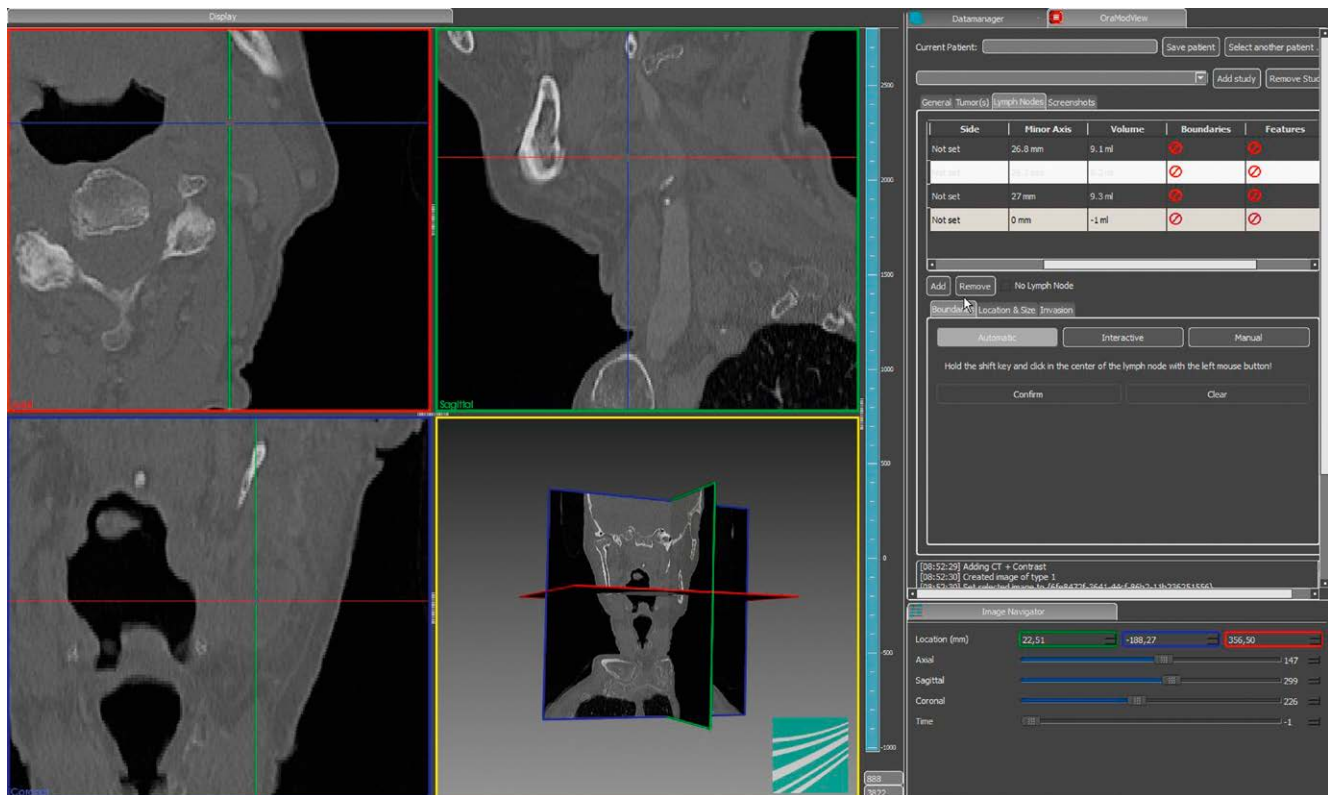 Display
Datamanager
OraModView
Current Patient:
Save patient
Select another patient .
Add study
Remove Stud
General Tumor(s) Lymph Nodes Screenshots
Side Minor Axis Volume Boundaries Features
Not set 26.8 mm 9.1 ml
Not set
Not set 27 mm 9.3 ml
Not set 0 mm -1 ml
Add Remove No Lymph Node
Location & Size Invasion
Automatic Interactive Manual
Hold the shift key and click in the center of the lymph node with the left mouse button!
Confirm Clear
[08:52:29] Adding CT + Contrast
[08:52:30] Created image of type 1
Image Navigator
Location (mm) 22,51 -188,27 356,50
Axial 147
Sagittal 299
Coronal 226
Time -1
Sagittal
2500
2000
1500
1000
500
0
-500
-1000
888
3822